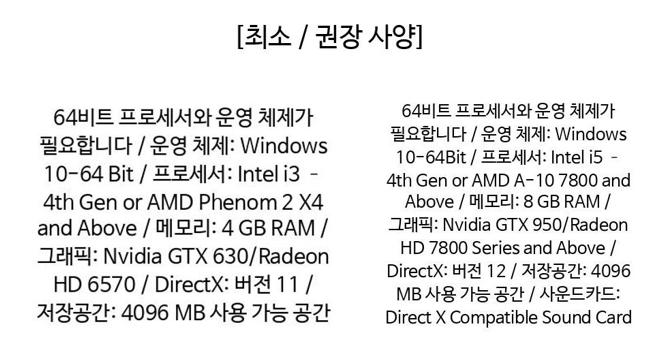 [최소 / 권장 사양]
64비트 프로세서와 운영 체제가
필요합니다 / 운영 체제: Windows
10-64 Bit / 프로세서: Intel i3 -
4th Gen or AMD Phenom 2 X4
and Above / 메모리: 4 GB RAM /
그래픽: Nvidia GTX 630/Radeon
HD 6570 / DirectX: 버전 11 /
저장공간: 4096 MB 사용 가능 공간
64비트 프로세서와 운영 체제가
필요합니다 / 운영 체제: Windows
10-64Bit / 프로세서: Intel i5 -
4th Gen or AMD A-10 7800 and
Above / 메모리: 8 GB RAM /
그래픽: Nvidia GTX 950/Radeon
HD 7800 Series and Above /
DirectX: 버전 12 / 저장공간: 4096
MB 사용 가능 공간 / 사운드카드:
Direct X Compatible Sound Card